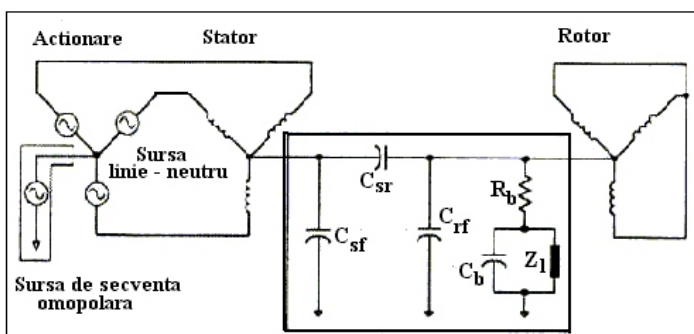 Actionare
Stator
Rotor
Sursa
linie - neutru
Csr
Rb
Csf
Crf
Cb
Zl
Sursa de secventa
omopolara